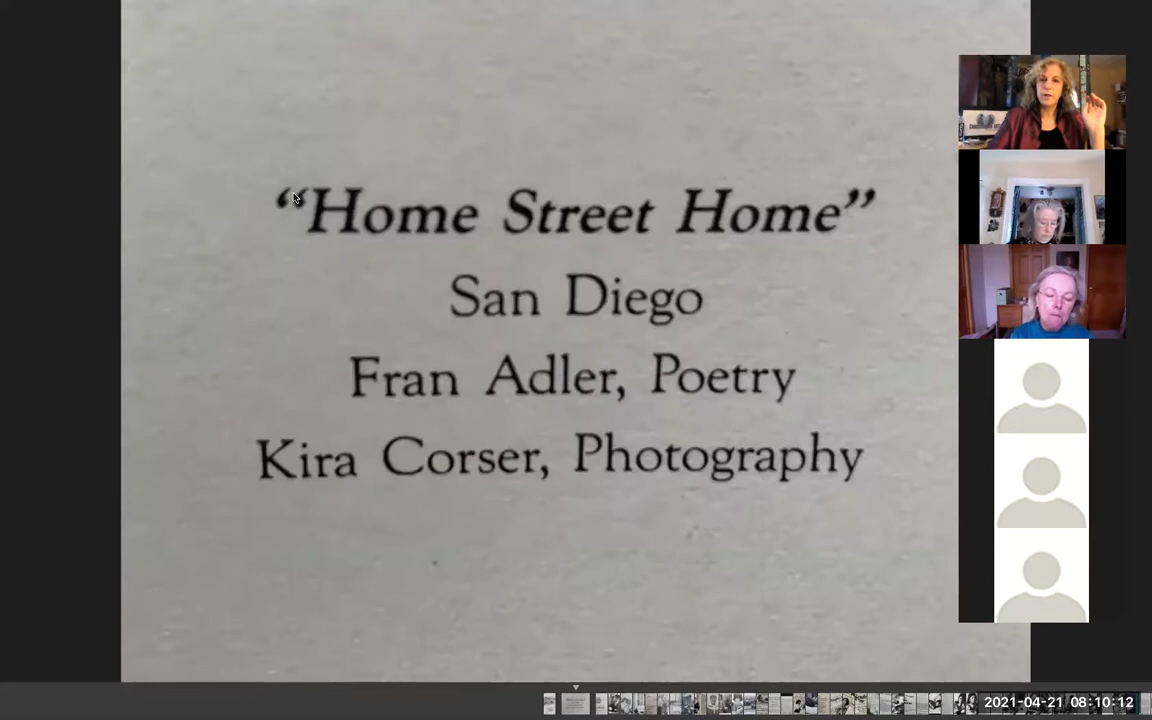 “Home Street Home”
San Diego
Fran Adler, Poetry
Kira Corser, Photography
2021-04-21 08:10:12